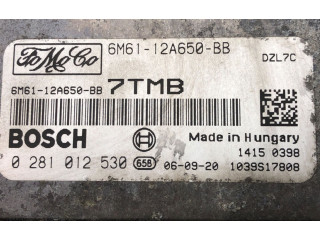 FoMoCo 6M61-12A650-BB DZL7C
6M61-12A650-BB 7TMB
BOSCH Made in Hungary
1415 0398
0 281 012 530 658 06-09-20 1039S17808